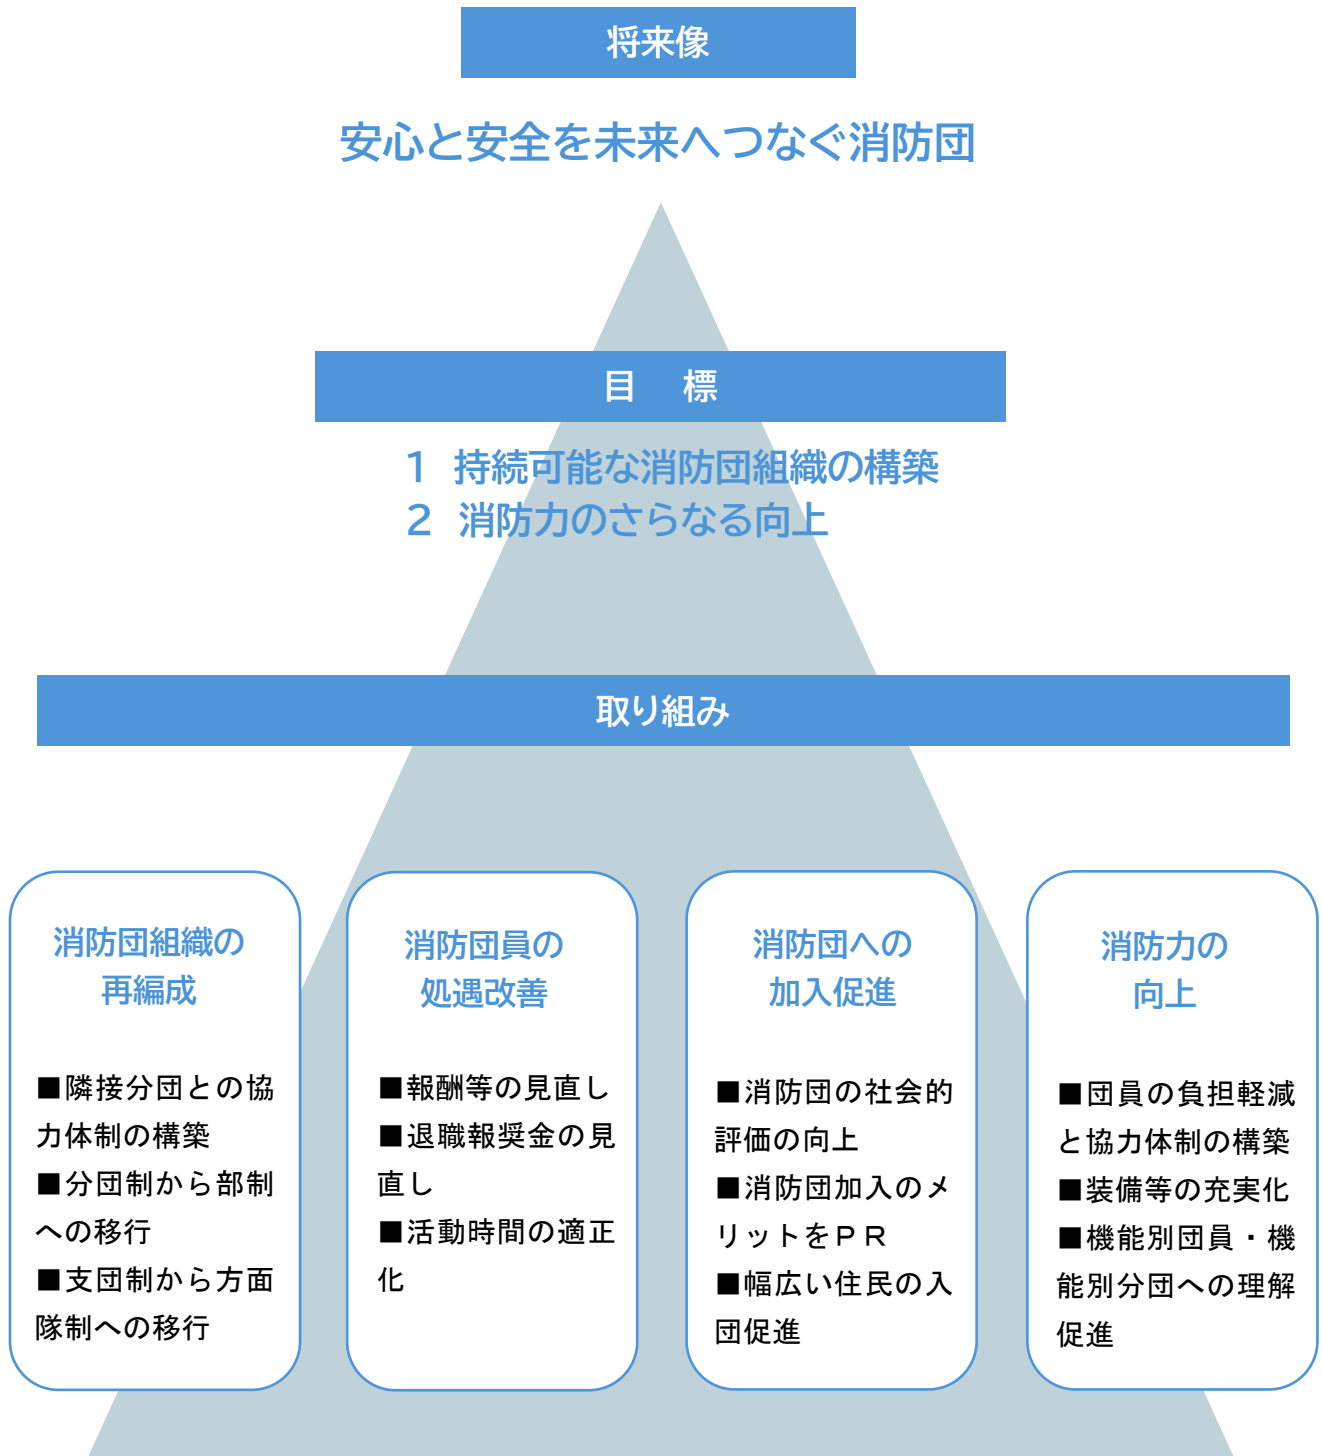 将来像
安心と安全を未来へつなぐ消防団
目　標
１ 持続可能な消防団組織の構築
２ 消防力のさらなる向上
取り組み
消防団組織の
再編成
■隣接分団との協
力体制の構築
■分団制から部制
への移行
■支団制から方面
隊制への移行
消防団員の
処遇改善
■報酬等の見直し
■退職報奨金の見
直し
■活動時間の適正
化
消防団への
加入促進
■消防団の社会的
評価の向上
■消防団加入のメ
リットをＰＲ
■幅広い住民の入
団促進
消防力の
向上
■団員の負担軽減
と協力体制の構築
■装備等の充実化
■機能別団員・機
能別分団への理解
促進